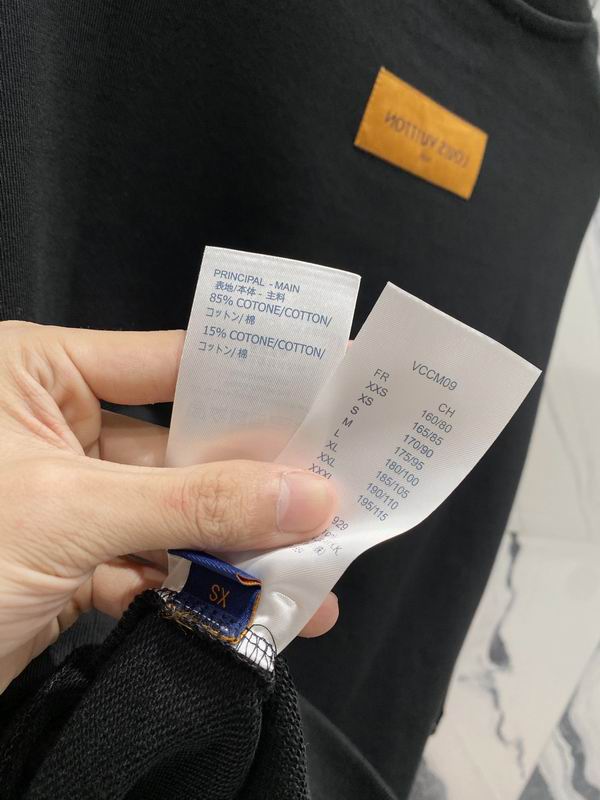 LOUIS VUITTON
PRINCIPAL - MAIN
表地/本体 - 主料
85% COTONE/COTTON/
コットン/棉
15% COTONE/COTTON/
コットン/棉
VCCM09
FR CH
XXS 160/80
XS 165/85
S 170/90
M 175/95
L 180/100
XL 185/105
XXL 190/110
XXXL 195/115
929
XS